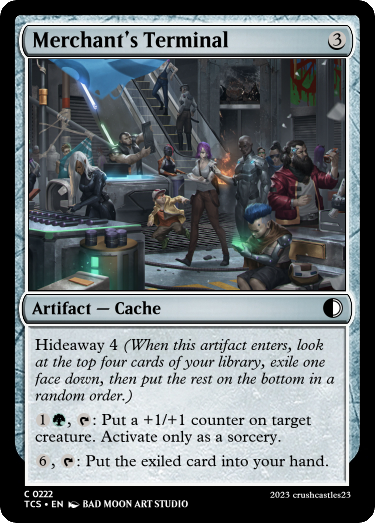 Merchant's Terminal 3
Artifact — Cache
Hideaway 4 (When this artifact enters, look
at the top four cards of your library, exile one
face down, then put the rest on the bottom in a
random order.)
1 , : Put a +1/+1 counter on target
creature. Activate only as a sorcery.
6 , : Put the exiled card into your hand.
C 0222
TCS • EN BAD MOON ART STUDIO
2023 crushcastles23